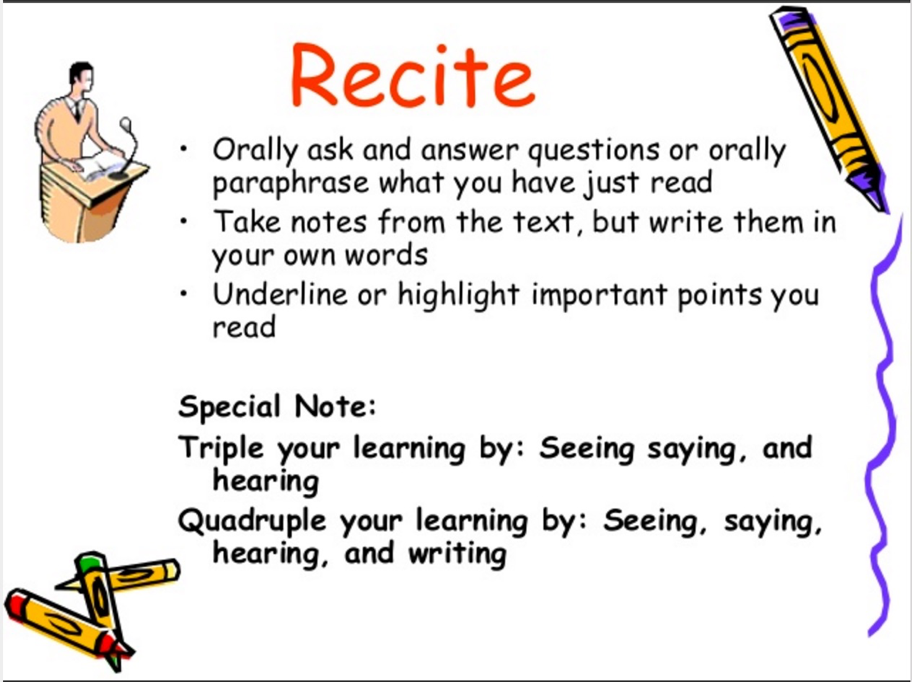 Recite
• Orally ask and answer questions or orally
paraphrase what you have just read
• Take notes from the text, but write them in
your own words
• Underline or highlight important points you
read
Special Note:
Triple your learning by: Seeing saying, and
hearing
Quadruple your learning by: Seeing, saying,
hearing, and writing